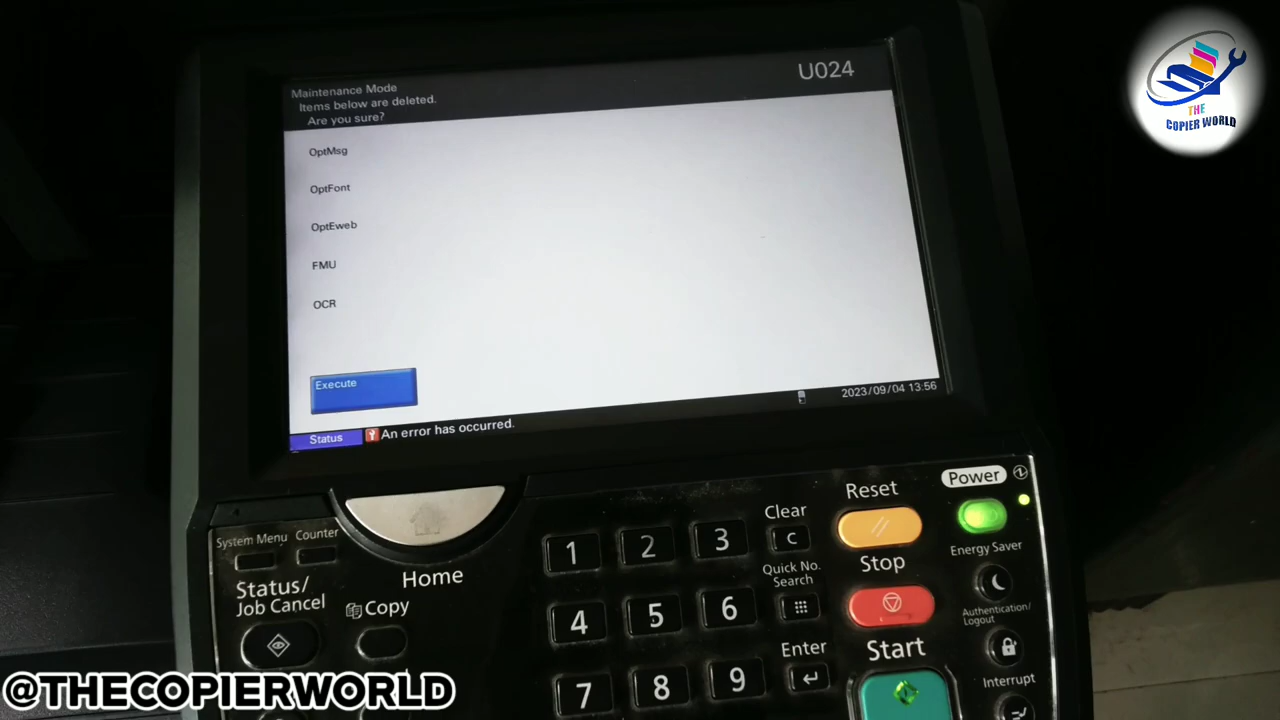 THE
COPIER WORLD
Maintenance Mode
U024
Items below are deleted.
Are you sure?
OptMsg
OptFont
OptEweb
FMU
OCR
Execute
2023/09/04 13:56
Status
An error has occurred.
Power
Reset
Clear
System Menu
Counter
1
2
3
C
Energy Saver
Home
Quick No.
Search
Stop
Status/
Job Cancel
Copy
4
5
6
Authentication/
Logout
Enter
Start
7
8
9
Interrupt
@THECOPIERWORLD